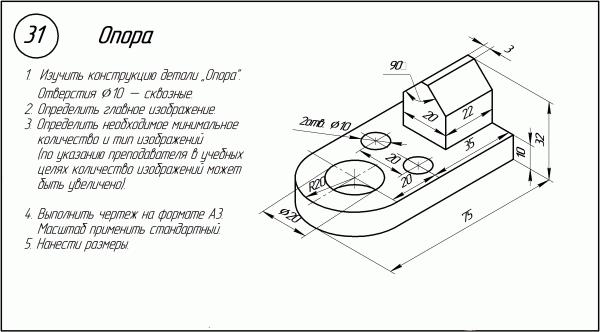 31
Опора
1. Изучить конструкцию детали „Опора".
Отверстия ⌀10 — сквозные.
2. Определить главное изображение.
3. Определить необходимое минимальное
количество и тип изображений
(по указанию преподавателя в учебных
целях количество изображений может
быть увеличено).
4. Выполнить чертеж на формате А3.
Масштаб применить стандартный.
5. Нанести размеры.
3
90
20
22
2отв. ⌀10
32
10
20
35
20
R20
⌀20
75